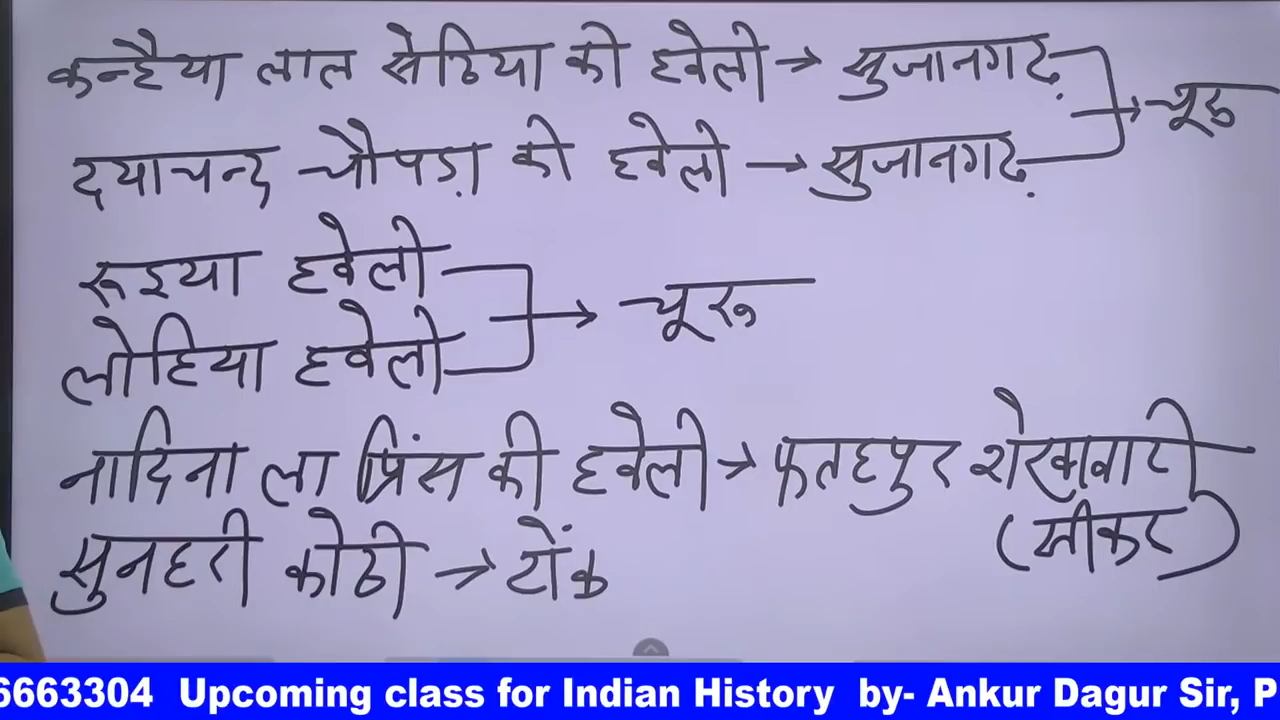 कन्हैया लाल सेठिया की हवेली → सुजानगढ़ → चूरू
दयाचन्द चौपड़ा की हवेली → सुजानगढ़
रूइया हवेली → चूरू
लोहिया हवेली
नादिना ला प्रिंस की हवेली → फतहपुर शेखावाटी
(सीकर)
सुनहरी कोठी → टोंक
6663304 Upcoming class for Indian History by- Ankur Dagur Sir, P